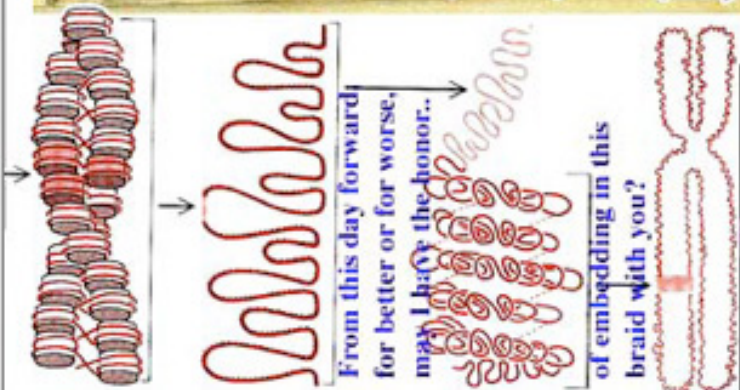 From this day forward,
for better or for worse,
may I have the honor..
of embedding in this
braid with you?